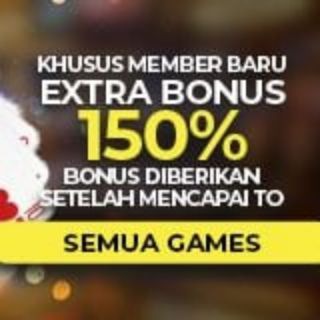 KHUSUS MEMBER BARU
EXTRA BONUS
150%
BONUS DIBERIKAN
SETELAH MENCAPAI TO
SEMUA GAMES